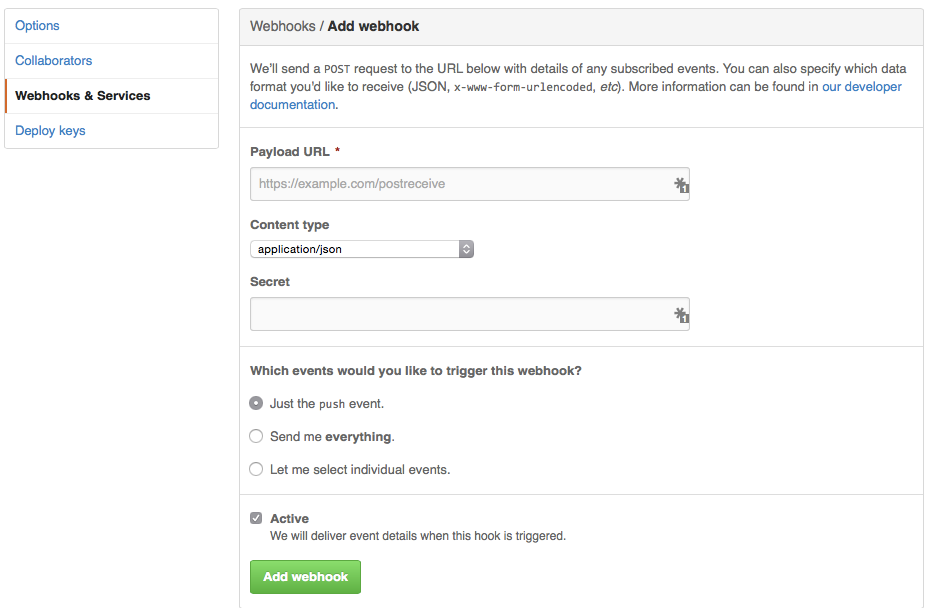 Options
Collaborators
Webhooks & Services
Deploy keys
Webhooks / Add webhook
We'll send a POST request to the URL below with details of any subscribed events. You can also specify which data
format you'd like to receive (JSON, x-www-form-urlencoded, etc). More information can be found in our developer
documentation.
Payload URL *
https://example.com/postreceive
1
Content type
application/json
Secret
1
Which events would you like to trigger this webhook?
Just the push event.
Send me everything.
Let me select individual events.
Active
We will deliver event details when this hook is triggered.
Add webhook